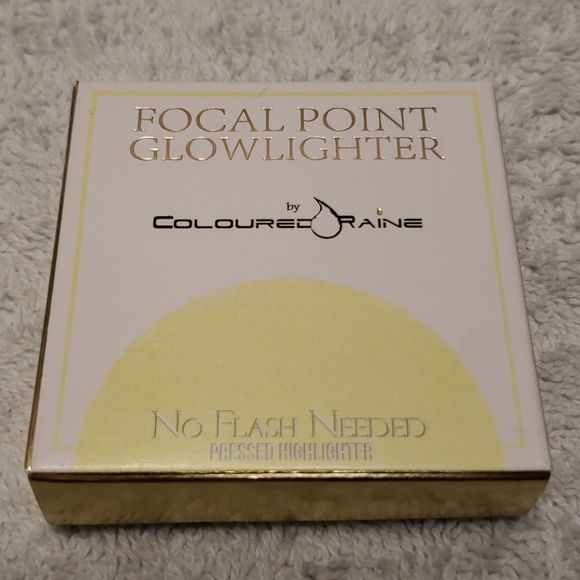 FOCAL POINT
GLOWLIGHTER
by
COLOURED RAINE
NO FLASH NEEDED
PRESSED HIGHLIGHTER